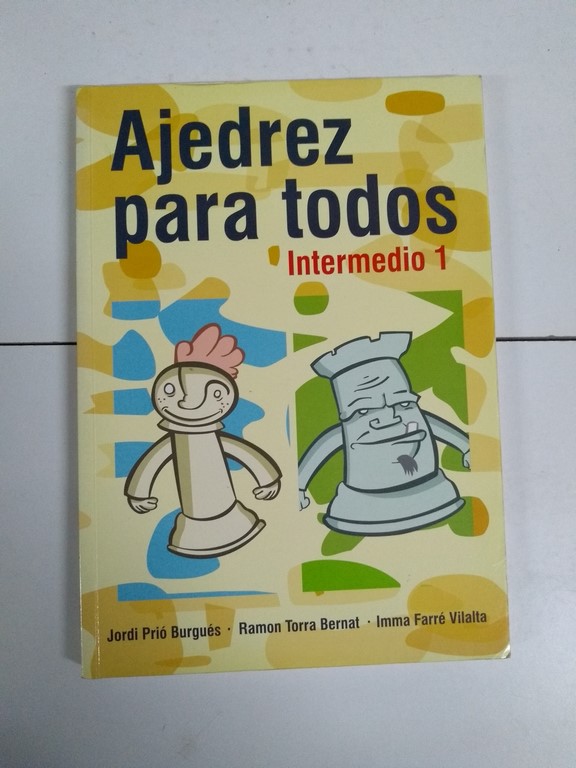 Ajedrez
para todos
Intermedio 1
Jordi Prió Burgués · Ramon Torra Bernat · Imma Farré Vilalta